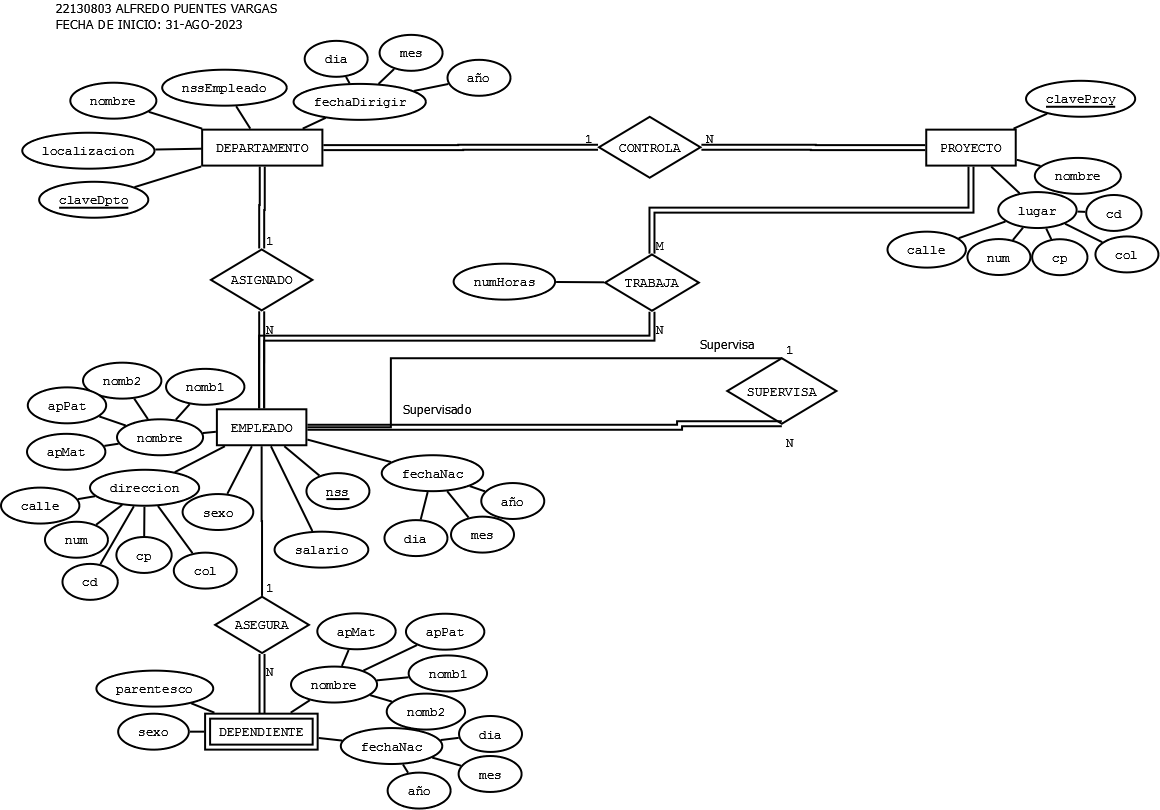 22130803 ALFREDO PUENTES VARGAS
FECHA DE INICIO: 31-AGO-2023
dia
mes
año
nssEmpleado
nombre
fechaDirigir
claveProy
localizacion
DEPARTAMENTO
1
CONTROLA
N
PROYECTO
nombre
claveDpto
lugar
cd
calle
num
cp
col
1
M
ASIGNADO
numHoras
TRABAJA
N
N
Supervisa
1
nomb2
nomb1
apPat
SUPERVISA
Supervisado
nombre
EMPLEADO
N
apMat
fechaNac
direccion
nss
calle
sexo
año
num
dia
mes
cp
salario
cd
col
1
ASEGURA
apMat
apPat
N
nomb1
parentesco
nombre
nomb2
sexo
DEPENDIENTE
dia
fechaNac
mes
año